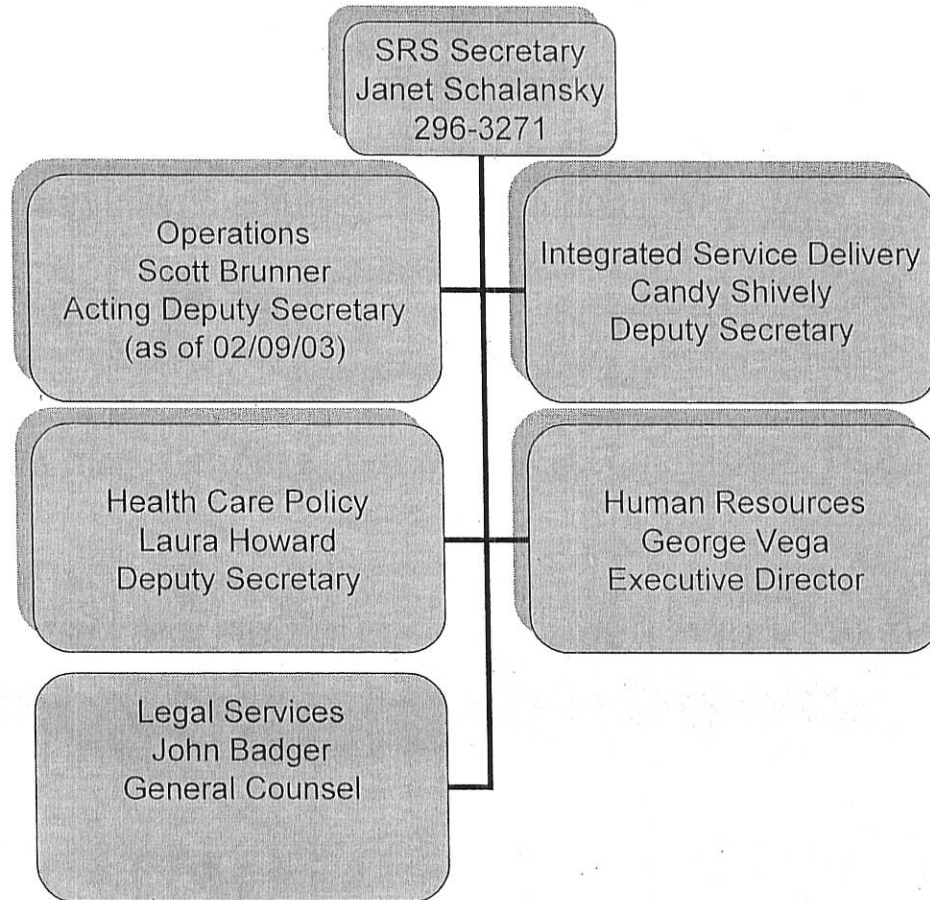 SRS Secretary
Janet Schalansky
296-3271
Operations
Scott Brunner
Acting Deputy Secretary
(as of 02/09/03)
Integrated Service Delivery
Candy Shively
Deputy Secretary
Health Care Policy
Laura Howard
Deputy Secretary
Human Resources
George Vega
Executive Director
Legal Services
John Badger
General Counsel